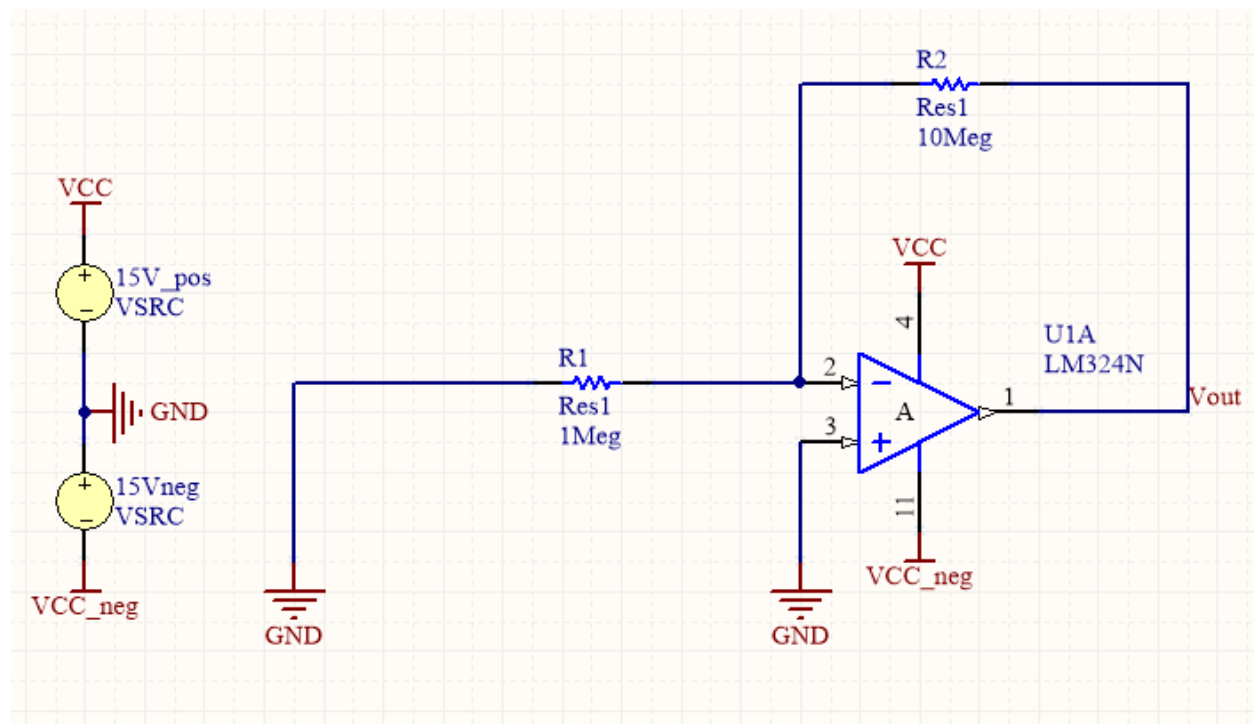 R2
Res1
10Meg
VCC
15V_pos
VSRC
GND
15Vneg
VSRC
VCC_neg
R1
Res1
1Meg
GND
VCC
4
U1A
LM324N
2
A
1
Vout
3
11
VCC_neg
GND